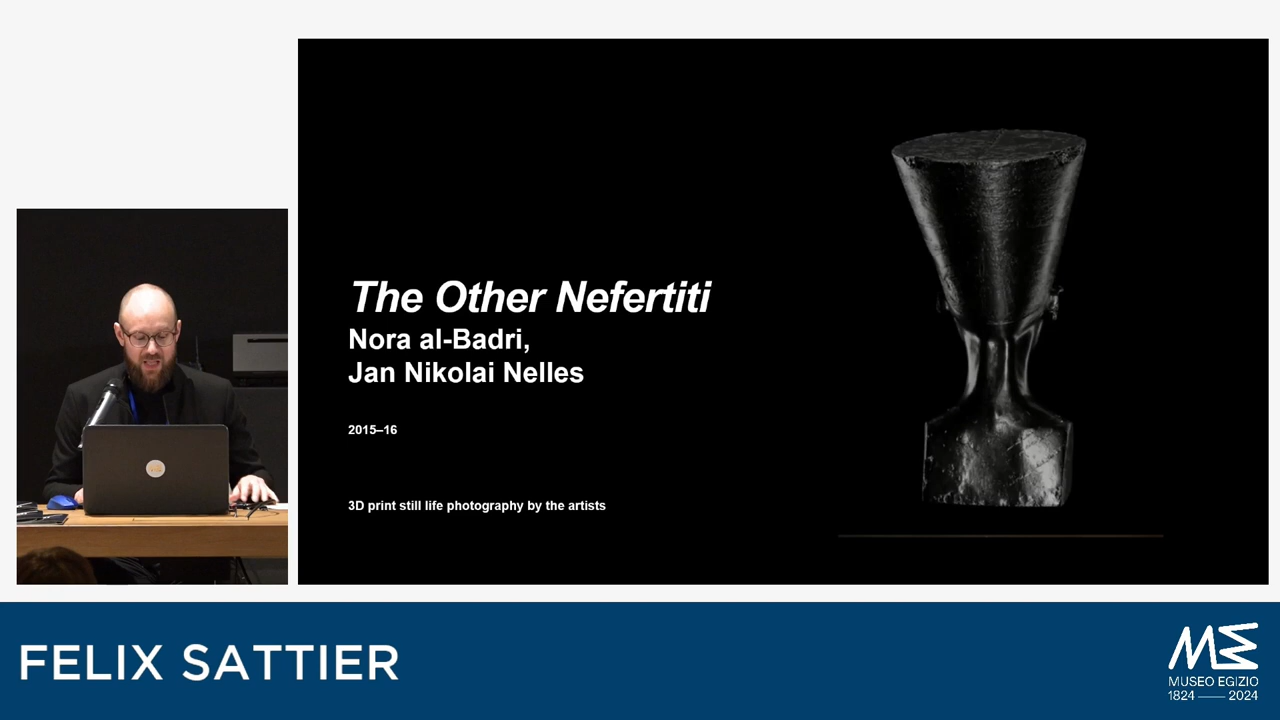 The Other Nefertiti
Nora al-Badri,
Jan Nikolai Nelles
2015–16
3D print still life photography by the artists
FELIX SATTIER
MUSEO EGIZIO
1824 — 2024